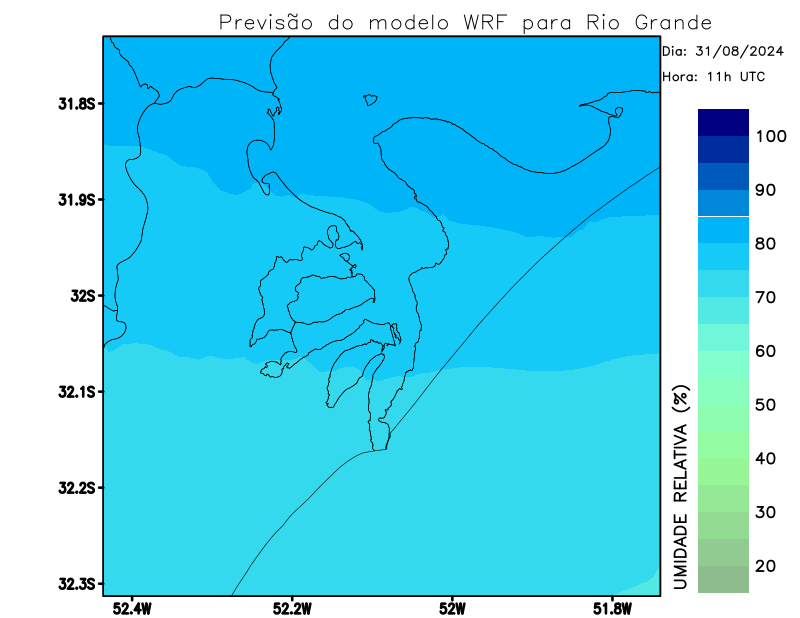 Previsão do modelo WRF para Rio Grande
Dia: 31/08/2024
Hora: 11h UTC
31.8S
31.9S
32S
32.1S
32.2S
32.3S
52.4W
52.2W
52W
51.8W
100
90
80
70
60
50
40
30
20
UMIDADE RELATIVA (%)